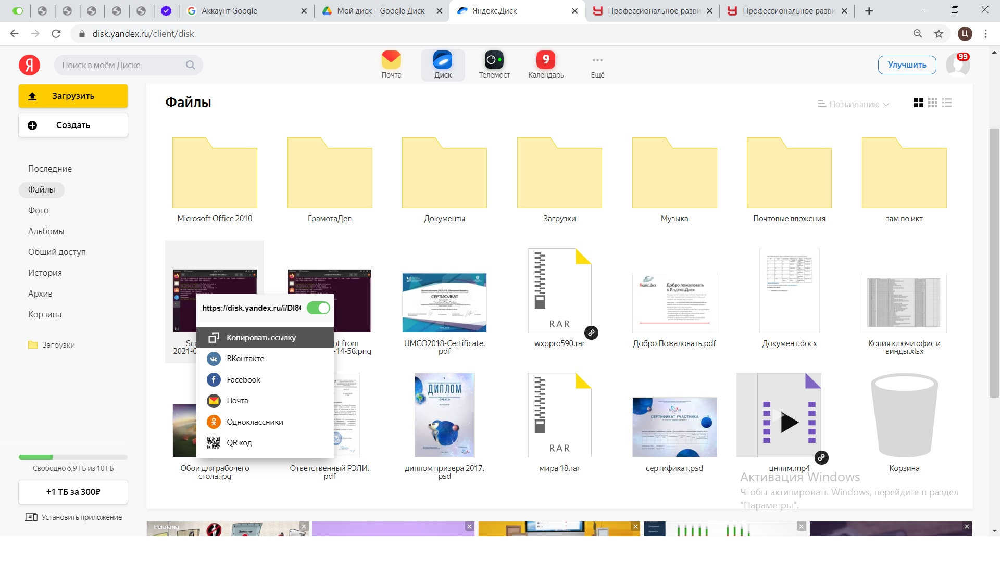 Аккаунт Google
Мой диск – Google Диск
Яндекс.Диск
Профессиональное разви
Профессиональное разви
disk.yandex.ru/client/disk
Ц
Я
Поиск в моём Диске
9
Почта
Диск
Телемост
Календарь
Ещё
Улучшить
99
Загрузить
Создать
Последние
Файлы
Фото
Альбомы
Общий доступ
История
Архив
Корзина
Загрузки
Свободно 6,9 ГБ из 10 ГБ
+1 ТБ за 300₽
Установить приложение
Файлы
По названию
Microsoft Office 2010
ГрамотаДел
Документы
Загрузки
Музыка
Почтовые вложения
зам по икт
СЕРТИФИКАТ
RAR
Яндекс.Диск
Добро пожаловать
в Яндекс.Диск
Scr
2021-0
ot from
-14-58.png
UMCO2018-Certificate.
pdf
wxppro590.rar
Добро Пожаловать.pdf
Документ.docx
Копия ключи офис и
винды.xlsx
https://disk.yandex.ru/i/DI8
Копировать ссылку
ВКонтакте
Facebook
Почта
Одноклассники
QR код
ДИПЛОМ
«ОРБИТА»
RAR
СЕРТИФИКАТ УЧАСТНИКА
Обои для рабочего
стола.jpg
Ответственный РЭЛИ.
pdf
диплом призера 2017.
psd
мира 18.rar
сертификат.psd
цнппм.mp4
Корзина
Активация Windows
Чтобы активировать Windows, перейдите в раздел
"Параметры".
Реклама
ДИРЕКТОР